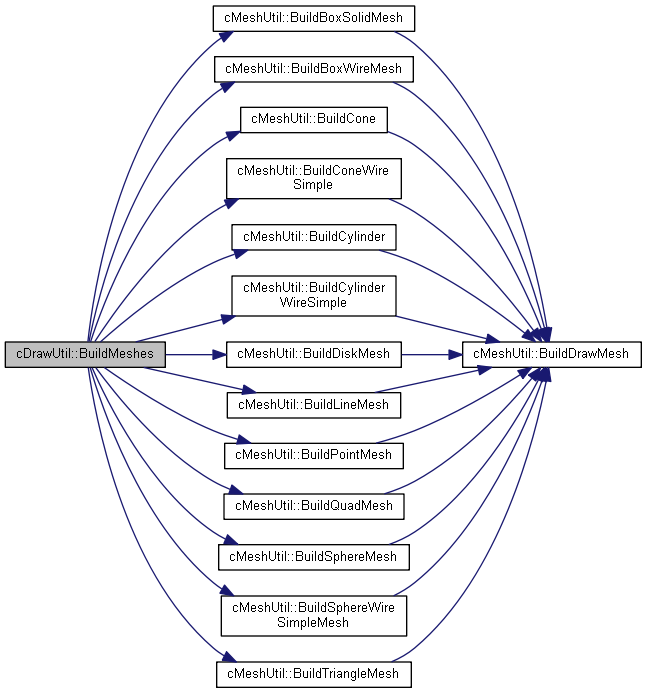 cMeshUtil::BuildBoxSolidMesh
cMeshUtil::BuildBoxWireMesh
cMeshUtil::BuildCone
cMeshUtil::BuildConeWire
Simple
cMeshUtil::BuildCylinder
cMeshUtil::BuildCylinder
WireSimple
cDrawUtil::BuildMeshes
cMeshUtil::BuildDiskMesh
cMeshUtil::BuildDrawMesh
cMeshUtil::BuildLineMesh
cMeshUtil::BuildPointMesh
cMeshUtil::BuildQuadMesh
cMeshUtil::BuildSphereMesh
cMeshUtil::BuildSphereWire
SimpleMesh
cMeshUtil::BuildTriangleMesh